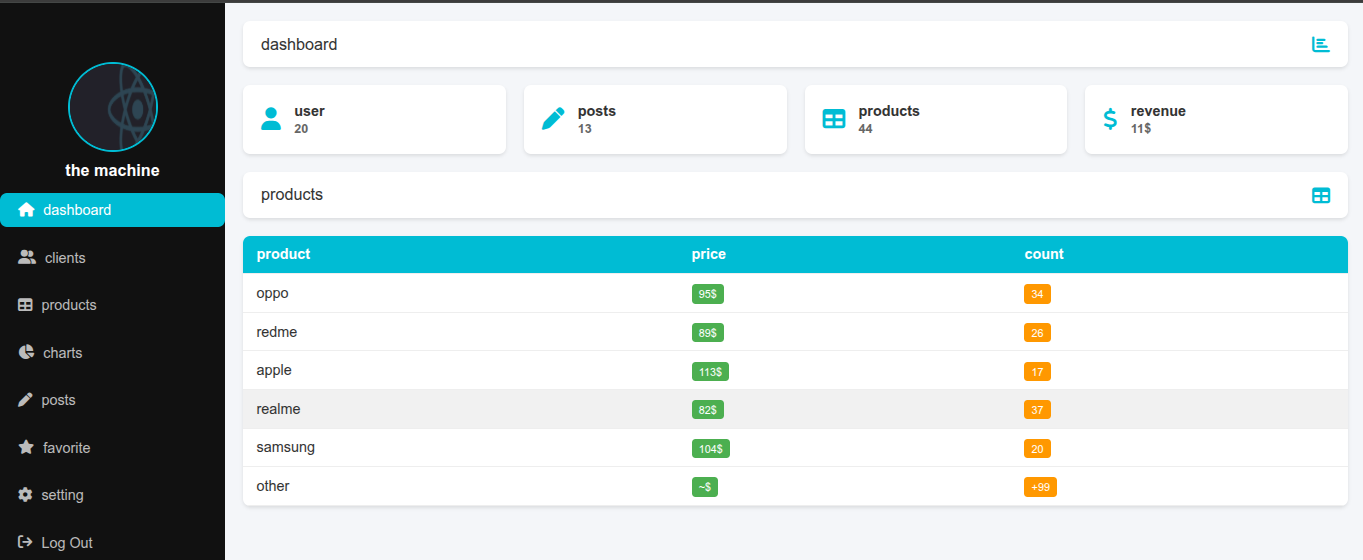 the machine
dashboard
clients
products
charts
posts
favorite
setting
Log Out
dashboard
user
20
posts
13
products
44
revenue
11$
products
product price count
oppo 95$ 34
redme 89$ 26
apple 113$ 17
realme 82$ 37
samsung 104$ 20
other ~$ +99